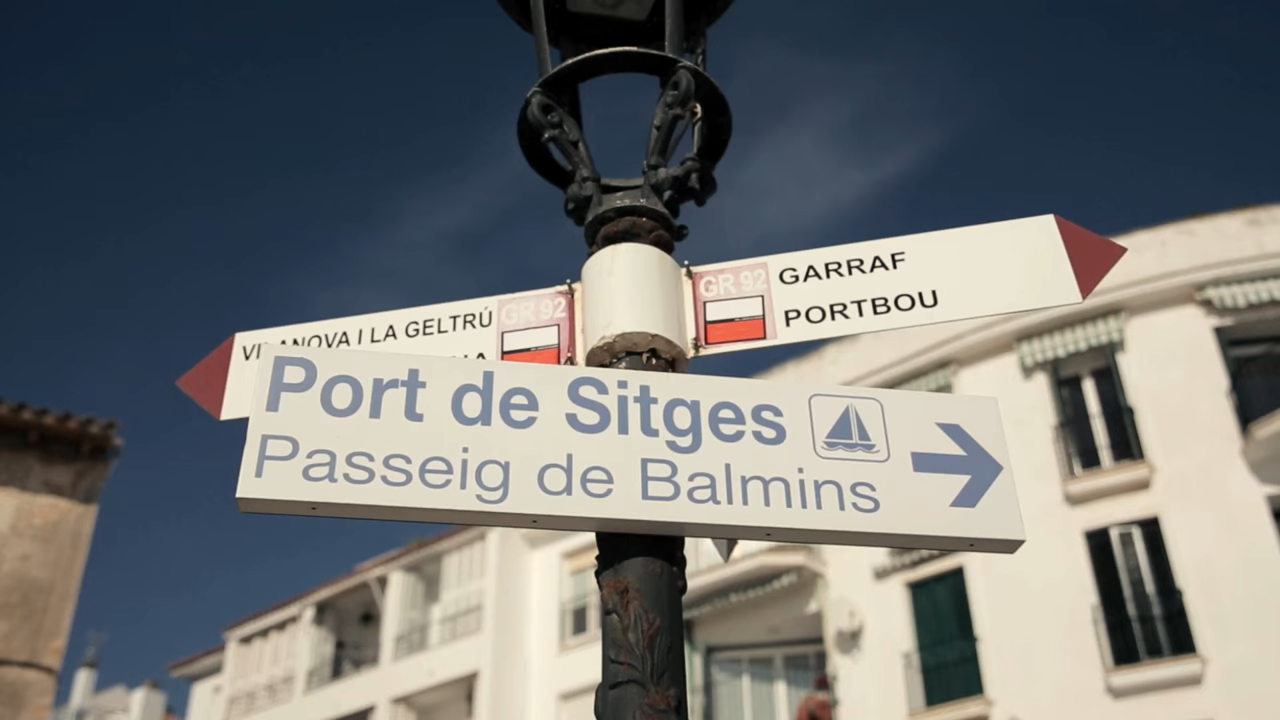 VILANOVA I LA GELTRÚ
GR 92
GR 92
GARRAF
PORTBOU
Port de Sitges
Passeig de Balmins